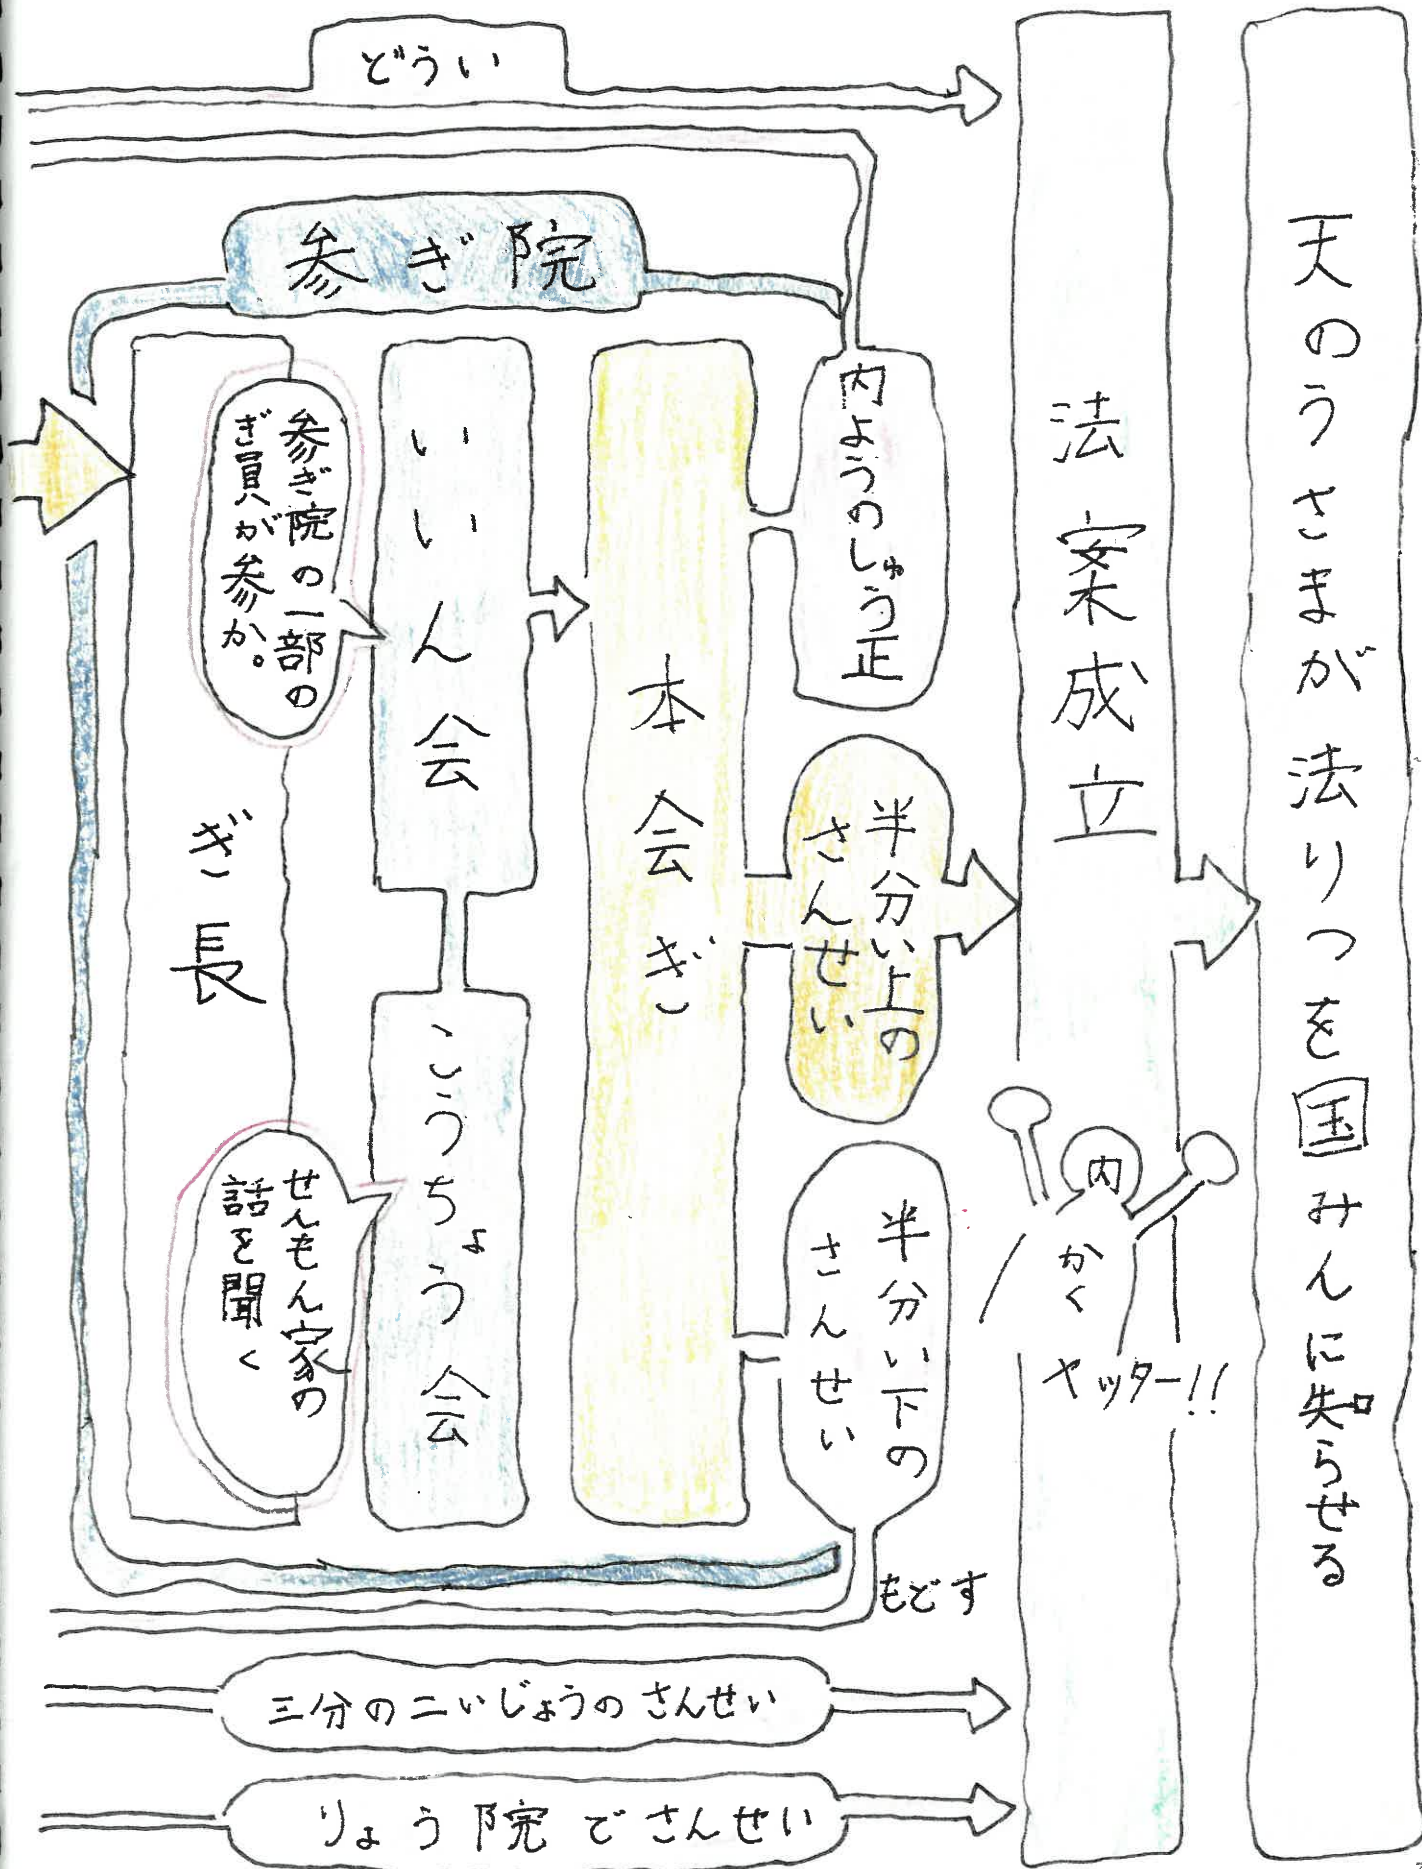 どうい
参ぎ院
ぎ長
参ぎ院の一部の
ぎ員が参か。
せんもん家の
話を聞く
いいん会
こうちょう会
本会ぎ
内ようのしゅう正
半分い上の
さんせい
半分い下の
さんせい
もどす
三分の二いじょうのさんせい
りょう院でさんせい
法案成立
内かく
ヤッター!!
天のうさまが法りつを国みんに知らせる